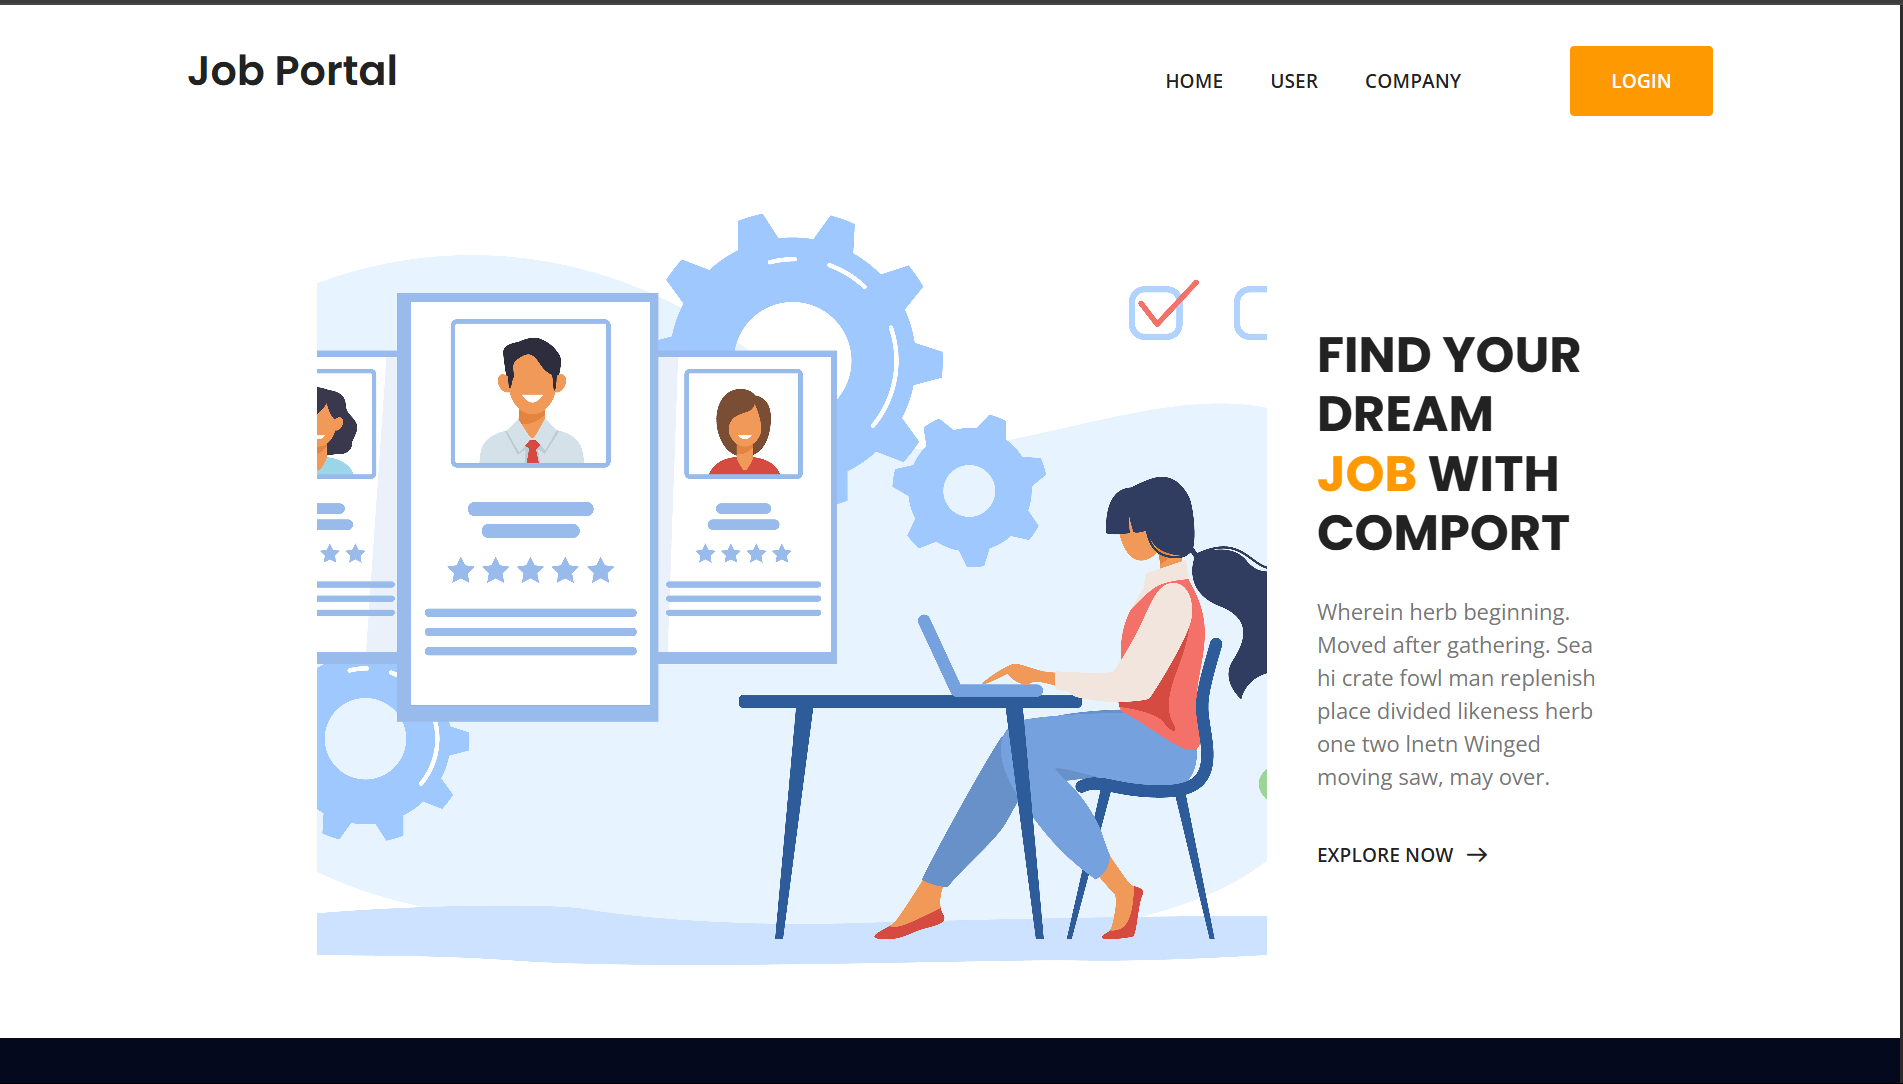 Job Portal
HOME USER COMPANY LOGIN
FIND YOUR
DREAM
JOB WITH
COMPORT
Wherein herb beginning.
Moved after gathering. Sea
hi crate fowl man replenish
place divided likeness herb
one two lnetn Winged
moving saw, may over.
EXPLORE NOW →